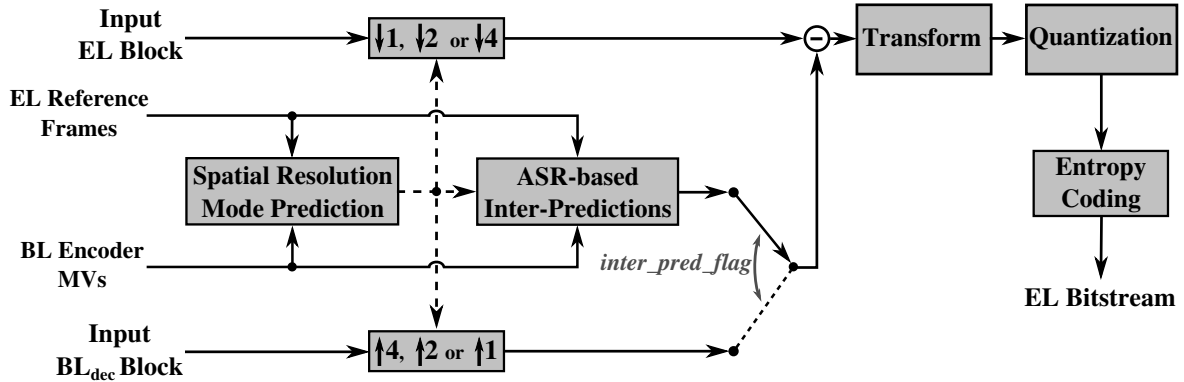 Input
EL Block
↓1, ↓2 or ↓4
Transform
Quantization
EL Reference
Frames
Spatial Resolution
Mode Prediction
ASR-based
Inter-Predictions
Entropy
Coding
BL Encoder
MVs
inter_pred_flag
EL Bitstream
Input
BLdec Block
↑4, ↑2 or ↑1